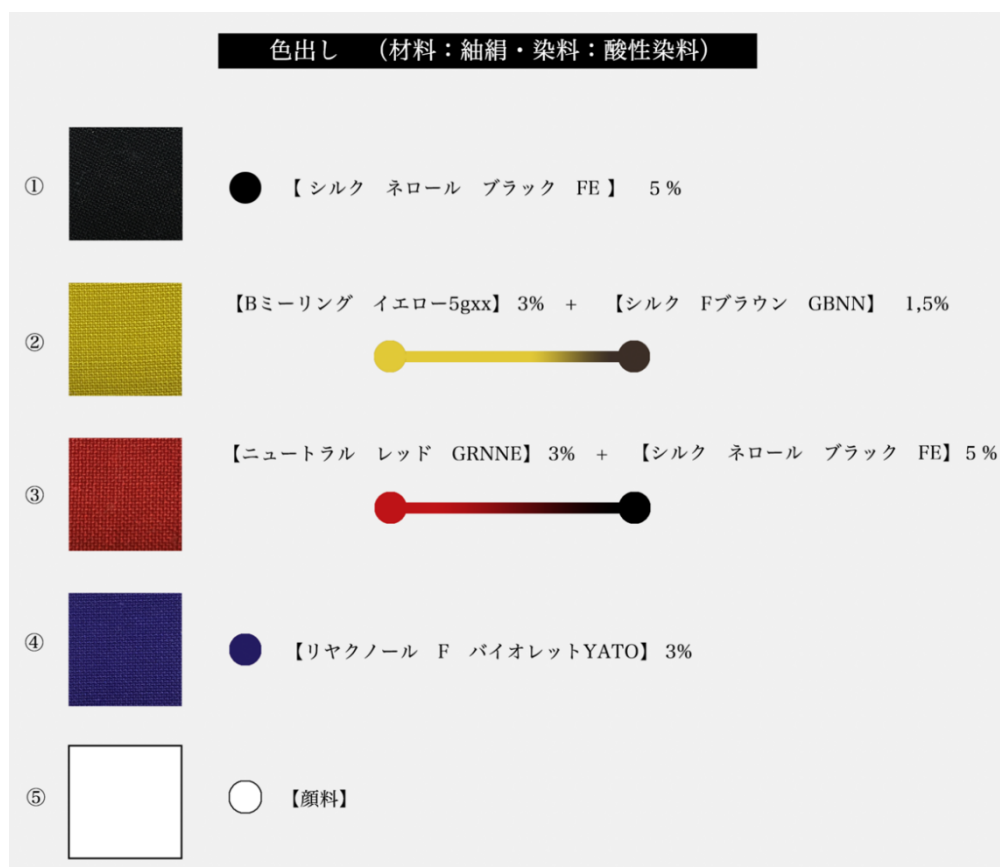 色出し　（材料：紬絹・染料：酸性染料）
① 【 シルク　ネロール　ブラック　FE 】　5 %
【Bミーリング　イエロー5gxx】 3%　+　【シルク　Fブラウン　GBNN】　1,5%
②
【ニュートラル　レッド　GRNNE】 3%　+　【シルク　ネロール　ブラック　FE】 5 %
③
④ 【リヤクノール　F　バイオレットYATO】 3%
⑤ 【顔料】